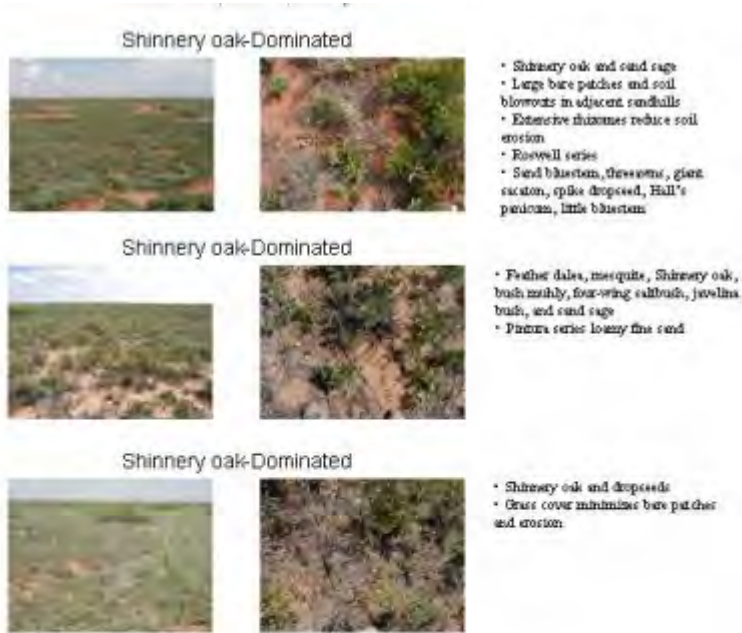 Shinnery oak-Dominated
• Shinnery oak and sand sage
• Large bare patches and soil
blowouts in adjacent sandhills
• Extensive rhizomes reduce soil
erosion
• Roswell series
• Sand bluestem, threeawns, giant
sacaton, spike dropseed, Hall's
panicum, little bluestem
Shinnery oak-Dominated
• Feather dalea, mesquite, Shinnery oak,
bush muhly, four-wing saltbush, javelina
bush, and sand sage
• Pintura series loamy fine sand
Shinnery oak-Dominated
• Shinnery oak and dropseeds
• Grass cover minimizes bare patches
and erosion